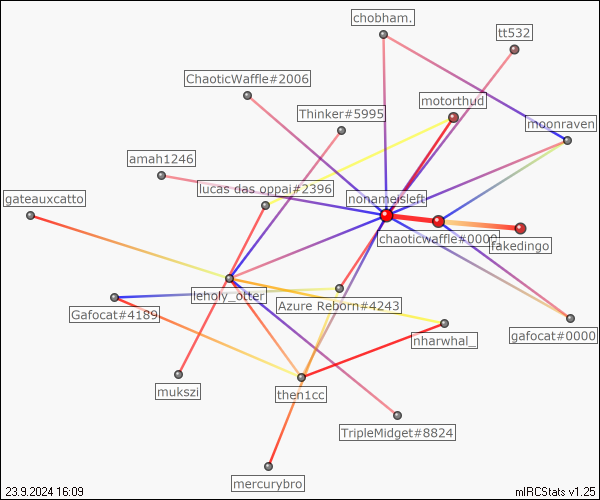 chobham.
tt532
ChaoticWaffle#2006
motorthud
Thinker#5995
moonraven
amah1246
lucas das oppai#2396
gateauxcatto
nonameisleft
chaoticwaffle#0000
fakedingo
leholy_otter
Azure Reborn#4243
Gafocat#4189
nharwhal_
gafocat#0000
mukszi
then1cc
TripleMidget#8824
mercurybro
23.9.2024 16:09
mIRCStats v1.25